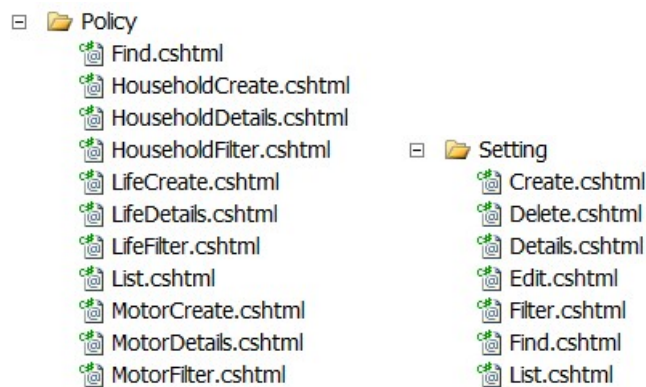 Policy
Find.cshtml
HouseholdCreate.cshtml
HouseholdDetails.cshtml
HouseholdFilter.cshtml
LifeCreate.cshtml
LifeDetails.cshtml
LifeFilter.cshtml
List.cshtml
MotorCreate.cshtml
MotorDetails.cshtml
MotorFilter.cshtml
Setting
Create.cshtml
Delete.cshtml
Details.cshtml
Edit.cshtml
Filter.cshtml
Find.cshtml
List.cshtml